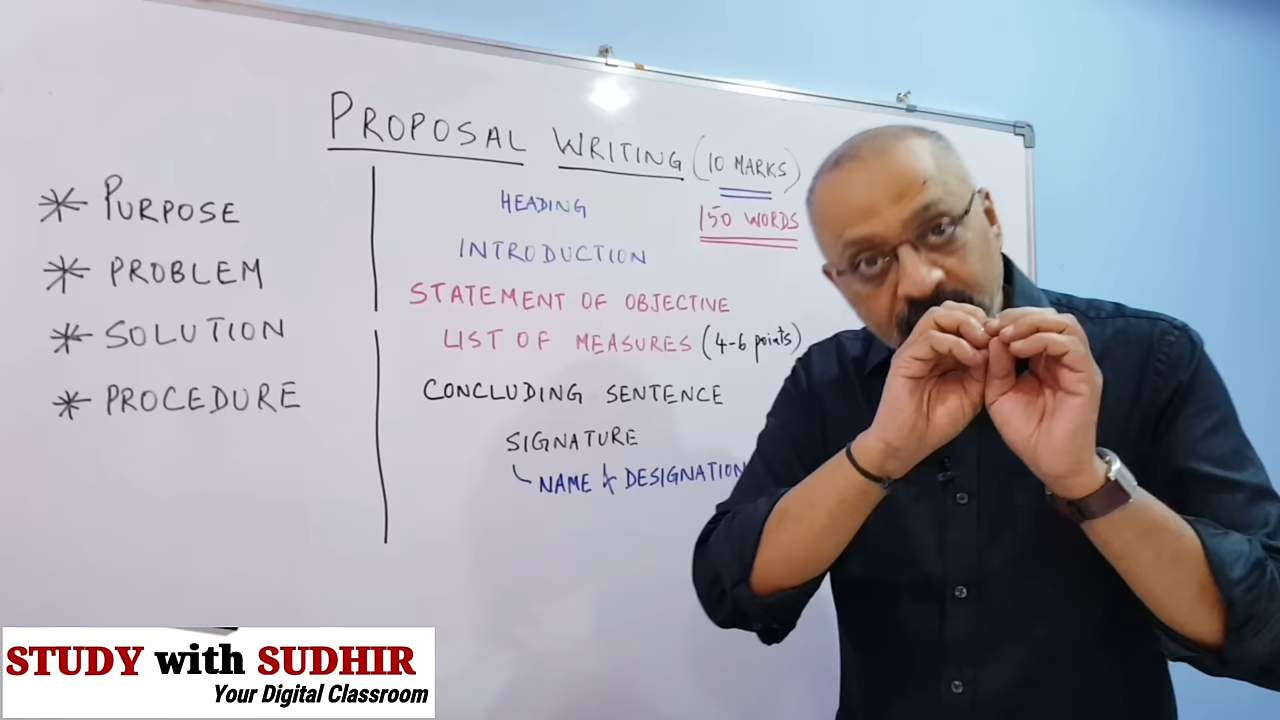 PROPOSAL WRITING (10 MARKS)
150 WORDS
* PURPOSE
* PROBLEM
* SOLUTION
* PROCEDURE
HEADING
INTRODUCTION
STATEMENT OF OBJECTIVE
LIST OF MEASURES (4-6 points)
CONCLUDING SENTENCE
SIGNATURE
NAME & DESIGNATION
STUDY with SUDHIR
Your Digital Classroom